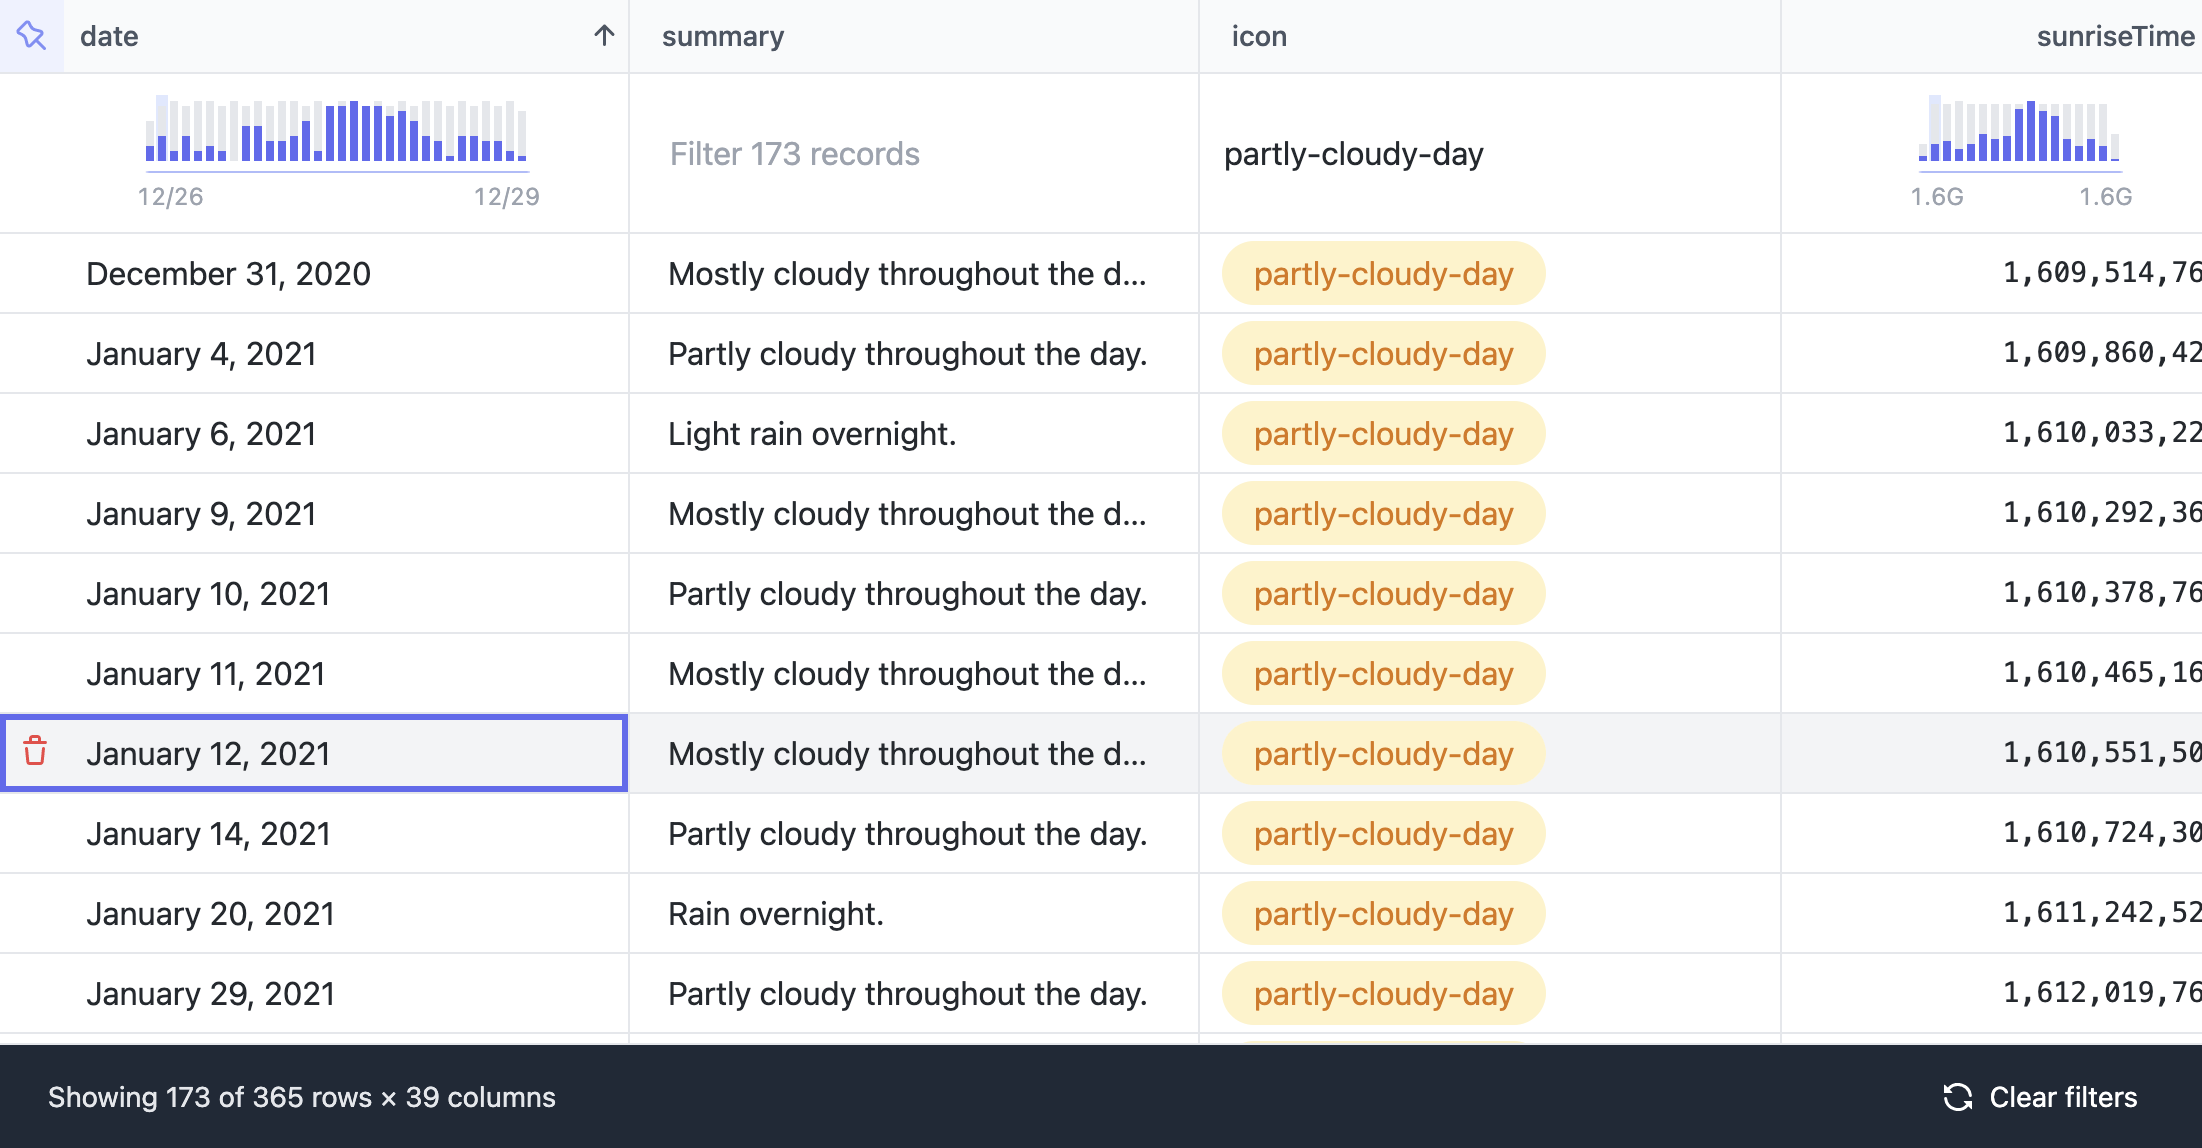 date summary icon sunriseTime
Filter 173 records partly-cloudy-day
12/26 12/29 1.6G 1.6G
December 31, 2020 Mostly cloudy throughout the d... partly-cloudy-day 1,609,514,76
January 4, 2021 Partly cloudy throughout the day. partly-cloudy-day 1,609,860,42
January 6, 2021 Light rain overnight. partly-cloudy-day 1,610,033,22
January 9, 2021 Mostly cloudy throughout the d... partly-cloudy-day 1,610,292,36
January 10, 2021 Partly cloudy throughout the day. partly-cloudy-day 1,610,378,76
January 11, 2021 Mostly cloudy throughout the d... partly-cloudy-day 1,610,465,16
January 12, 2021 Mostly cloudy throughout the d... partly-cloudy-day 1,610,551,50
January 14, 2021 Partly cloudy throughout the day. partly-cloudy-day 1,610,724,30
January 20, 2021 Rain overnight. partly-cloudy-day 1,611,242,52
January 29, 2021 Partly cloudy throughout the day. partly-cloudy-day 1,612,019,76
Showing 173 of 365 rows × 39 columns Clear filters